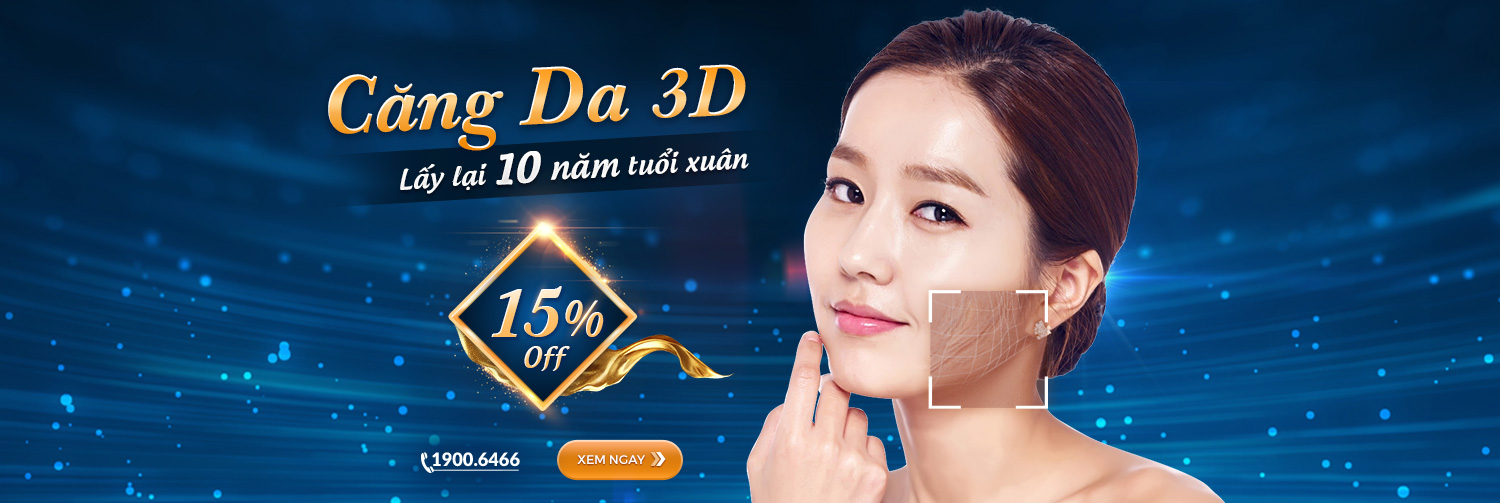 Căng Da 3D
Lấy lại 10 năm tuổi xuân
15%
Off
1900.6466
XEM NGAY